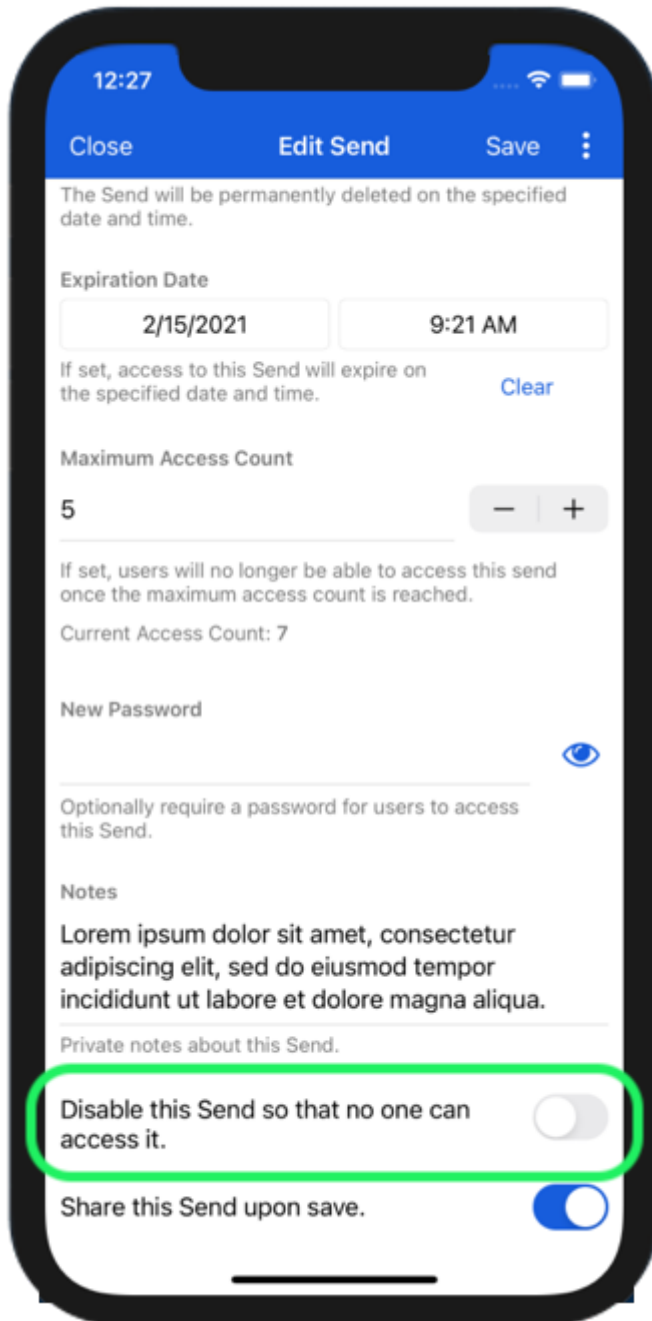 12:27
Close Edit Send Save
The Send will be permanently deleted on the specified
date and time.
Expiration Date
2/15/2021 9:21 AM
If set, access to this Send will expire on
the specified date and time.
Clear
Maximum Access Count
5
If set, users will no longer be able to access this send
once the maximum access count is reached.
Current Access Count: 7
New Password
Optionally require a password for users to access
this Send.
Notes
Lorem ipsum dolor sit amet, consectetur
adipiscing elit, sed do eiusmod tempor
incididunt ut labore et dolore magna aliqua.
Private notes about this Send.
Disable this Send so that no one can
access it.
Share this Send upon save.